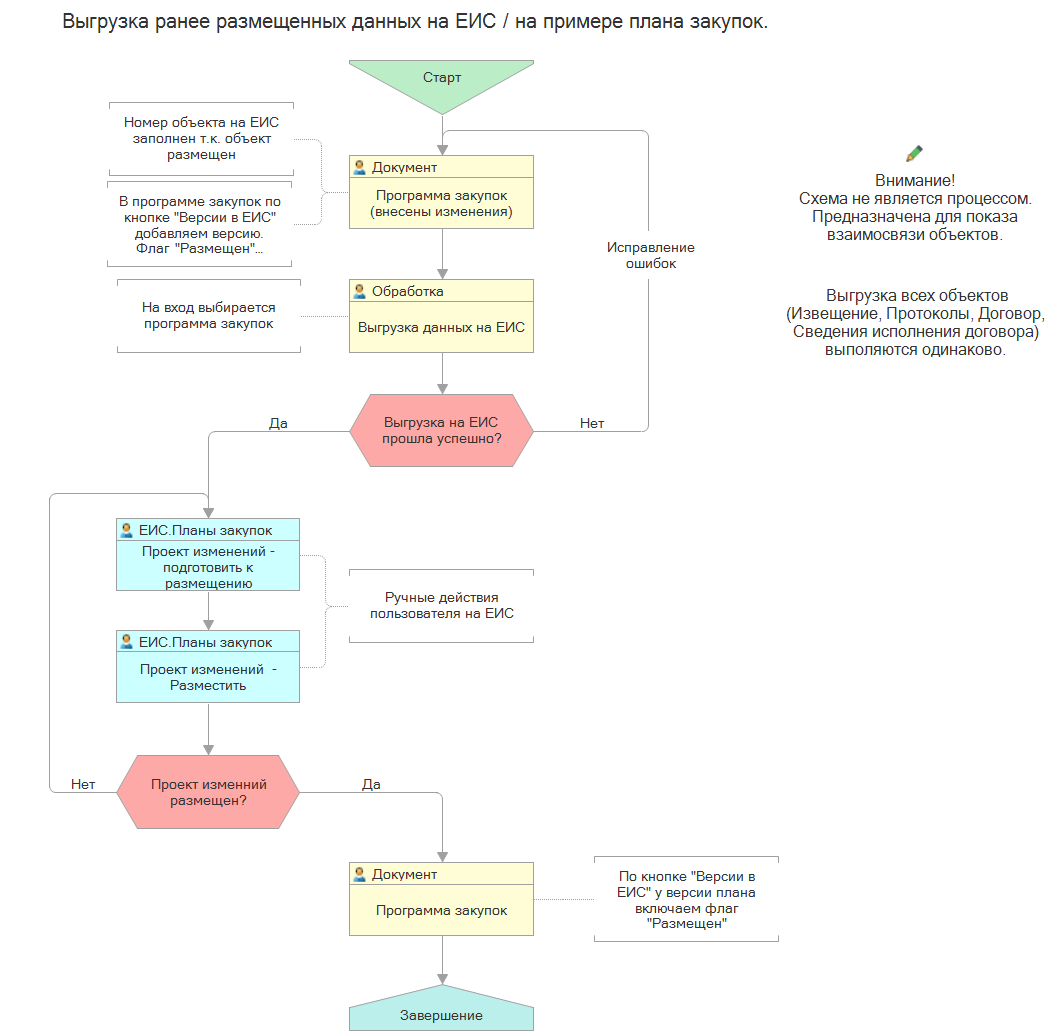 Выгрузка ранее размещенных данных на ЕИС / на примере плана закупок.
Старт
Номер объекта на ЕИС
заполнен т.к. объект
размещен
Документ
Программа закупок
(внесены изменения)
В программе закупок по
кнопке "Версии в ЕИС"
добавляем версию.
Флаг "Размещен"...
Внимание!
Схема не является процессом.
Предназначена для показа
взаимосвязи объектов.
Исправление
ошибок
Обработка
Выгрузка данных на ЕИС
На вход выбирается
программа закупок
Выгрузка всех объектов
(Извещение, Протоколы, Договор,
Сведения исполнения договора)
выполяются одинаково.
Да
Выгрузка на ЕИС
прошла успешно?
Нет
ЕИС.Планы закупок
Проект изменений -
подготовить к
размещению
Ручные действия
пользователя на ЕИС
ЕИС.Планы закупок
Проект изменений -
Разместить
Нет
Проект изменний
размещен?
Да
Документ
Программа закупок
По кнопке "Версии в
ЕИС" у версии плана
включаем флаг
"Размещен"
Завершение